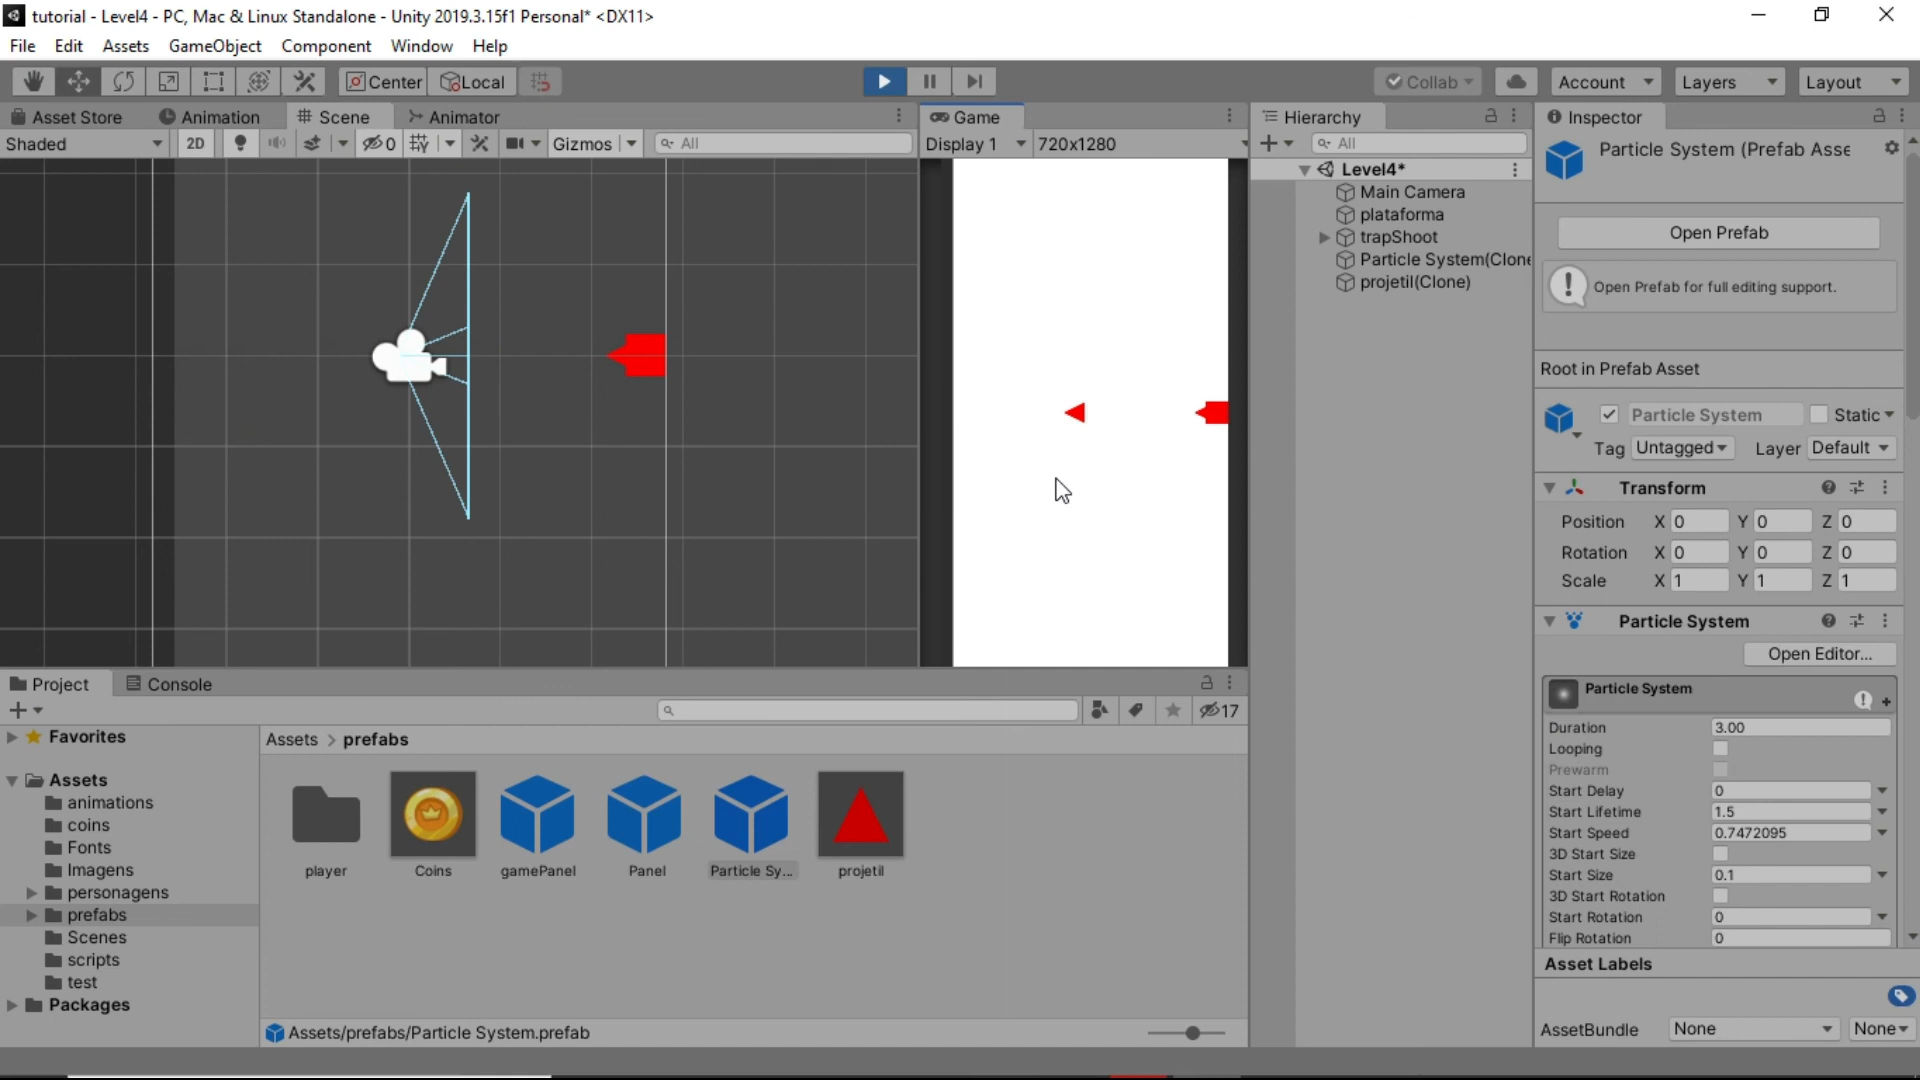 tutorial - Level4 - PC, Mac & Linux Standalone - Unity 2019.3.15f1 Personal* <DX11>
File Edit Assets GameObject Component Window Help
Center Local Collab Account Layers Layout
Asset Store Animation Scene Animator
Shaded 2D 0 Gizmos All
Game
Display 1 720x1280
Hierarchy
All
Level4*
Main Camera
plataforma
trapShoot
Particle System(Clone
projetil(Clone)
Inspector
Particle System (Prefab Asse
Open Prefab
Open Prefab for full editing support.
Root in Prefab Asset
Particle System Static
Tag Untagged Layer Default
Transform
Position X 0 Y 0 Z 0
Rotation X 0 Y 0 Z 0
Scale X 1 Y 1 Z 1
Particle System
Open Editor...
Particle System
Duration 3.00
Looping
Prewarm
Start Delay 0
Start Lifetime 1.5
Start Speed 0.7472095
3D Start Size
Start Size 0.1
3D Start Rotation
Start Rotation 0
Flip Rotation 0
Asset Labels
AssetBundle None None
Project Console
17
Favorites
Assets
animations
coins
Fonts
Imagens
personagens
prefabs
Scenes
scripts
test
Packages
Assets > prefabs
player Coins gamePanel Panel Particle Sy... projetil
Assets/prefabs/Particle System.prefab